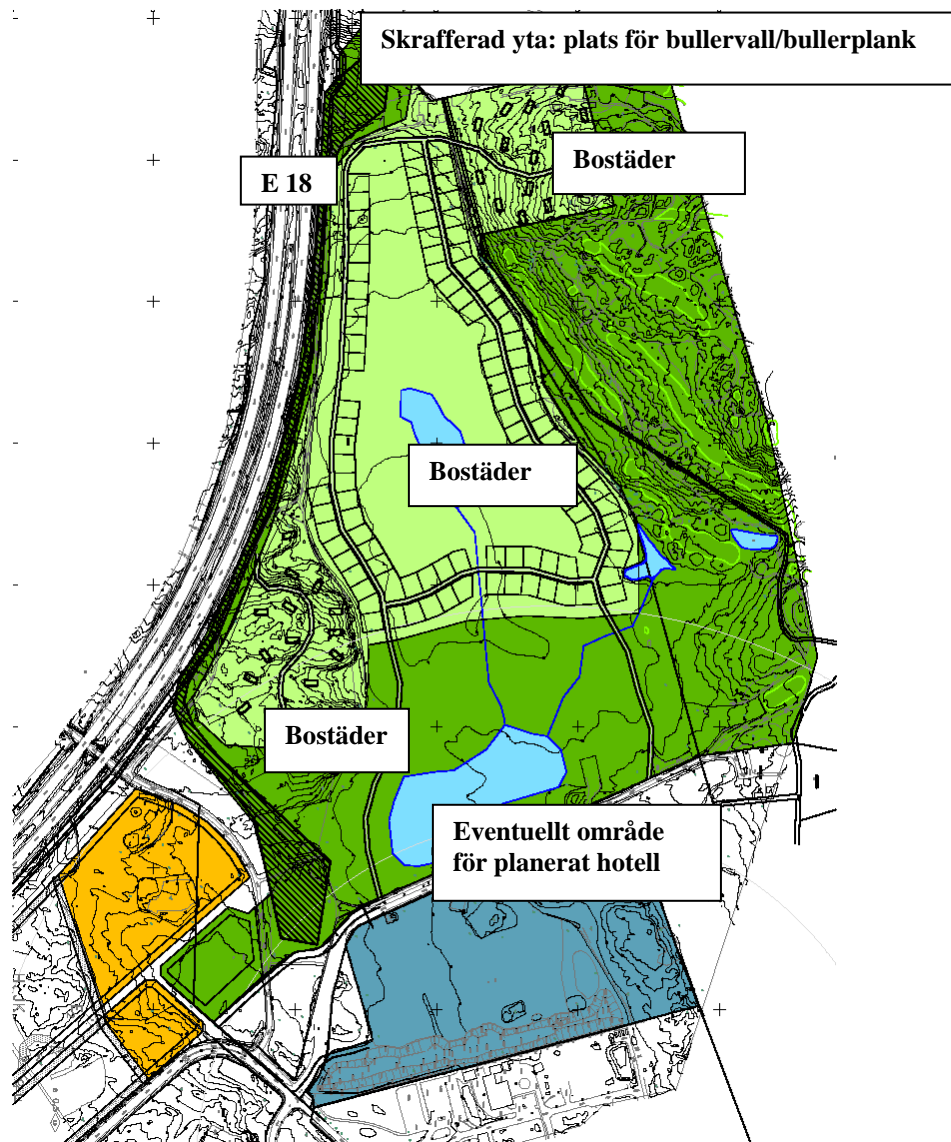 Skrafferad yta: plats för bullervall/bullerplank
Bostäder
E 18
Bostäder
Bostäder
Eventuellt område
för planerat hotell